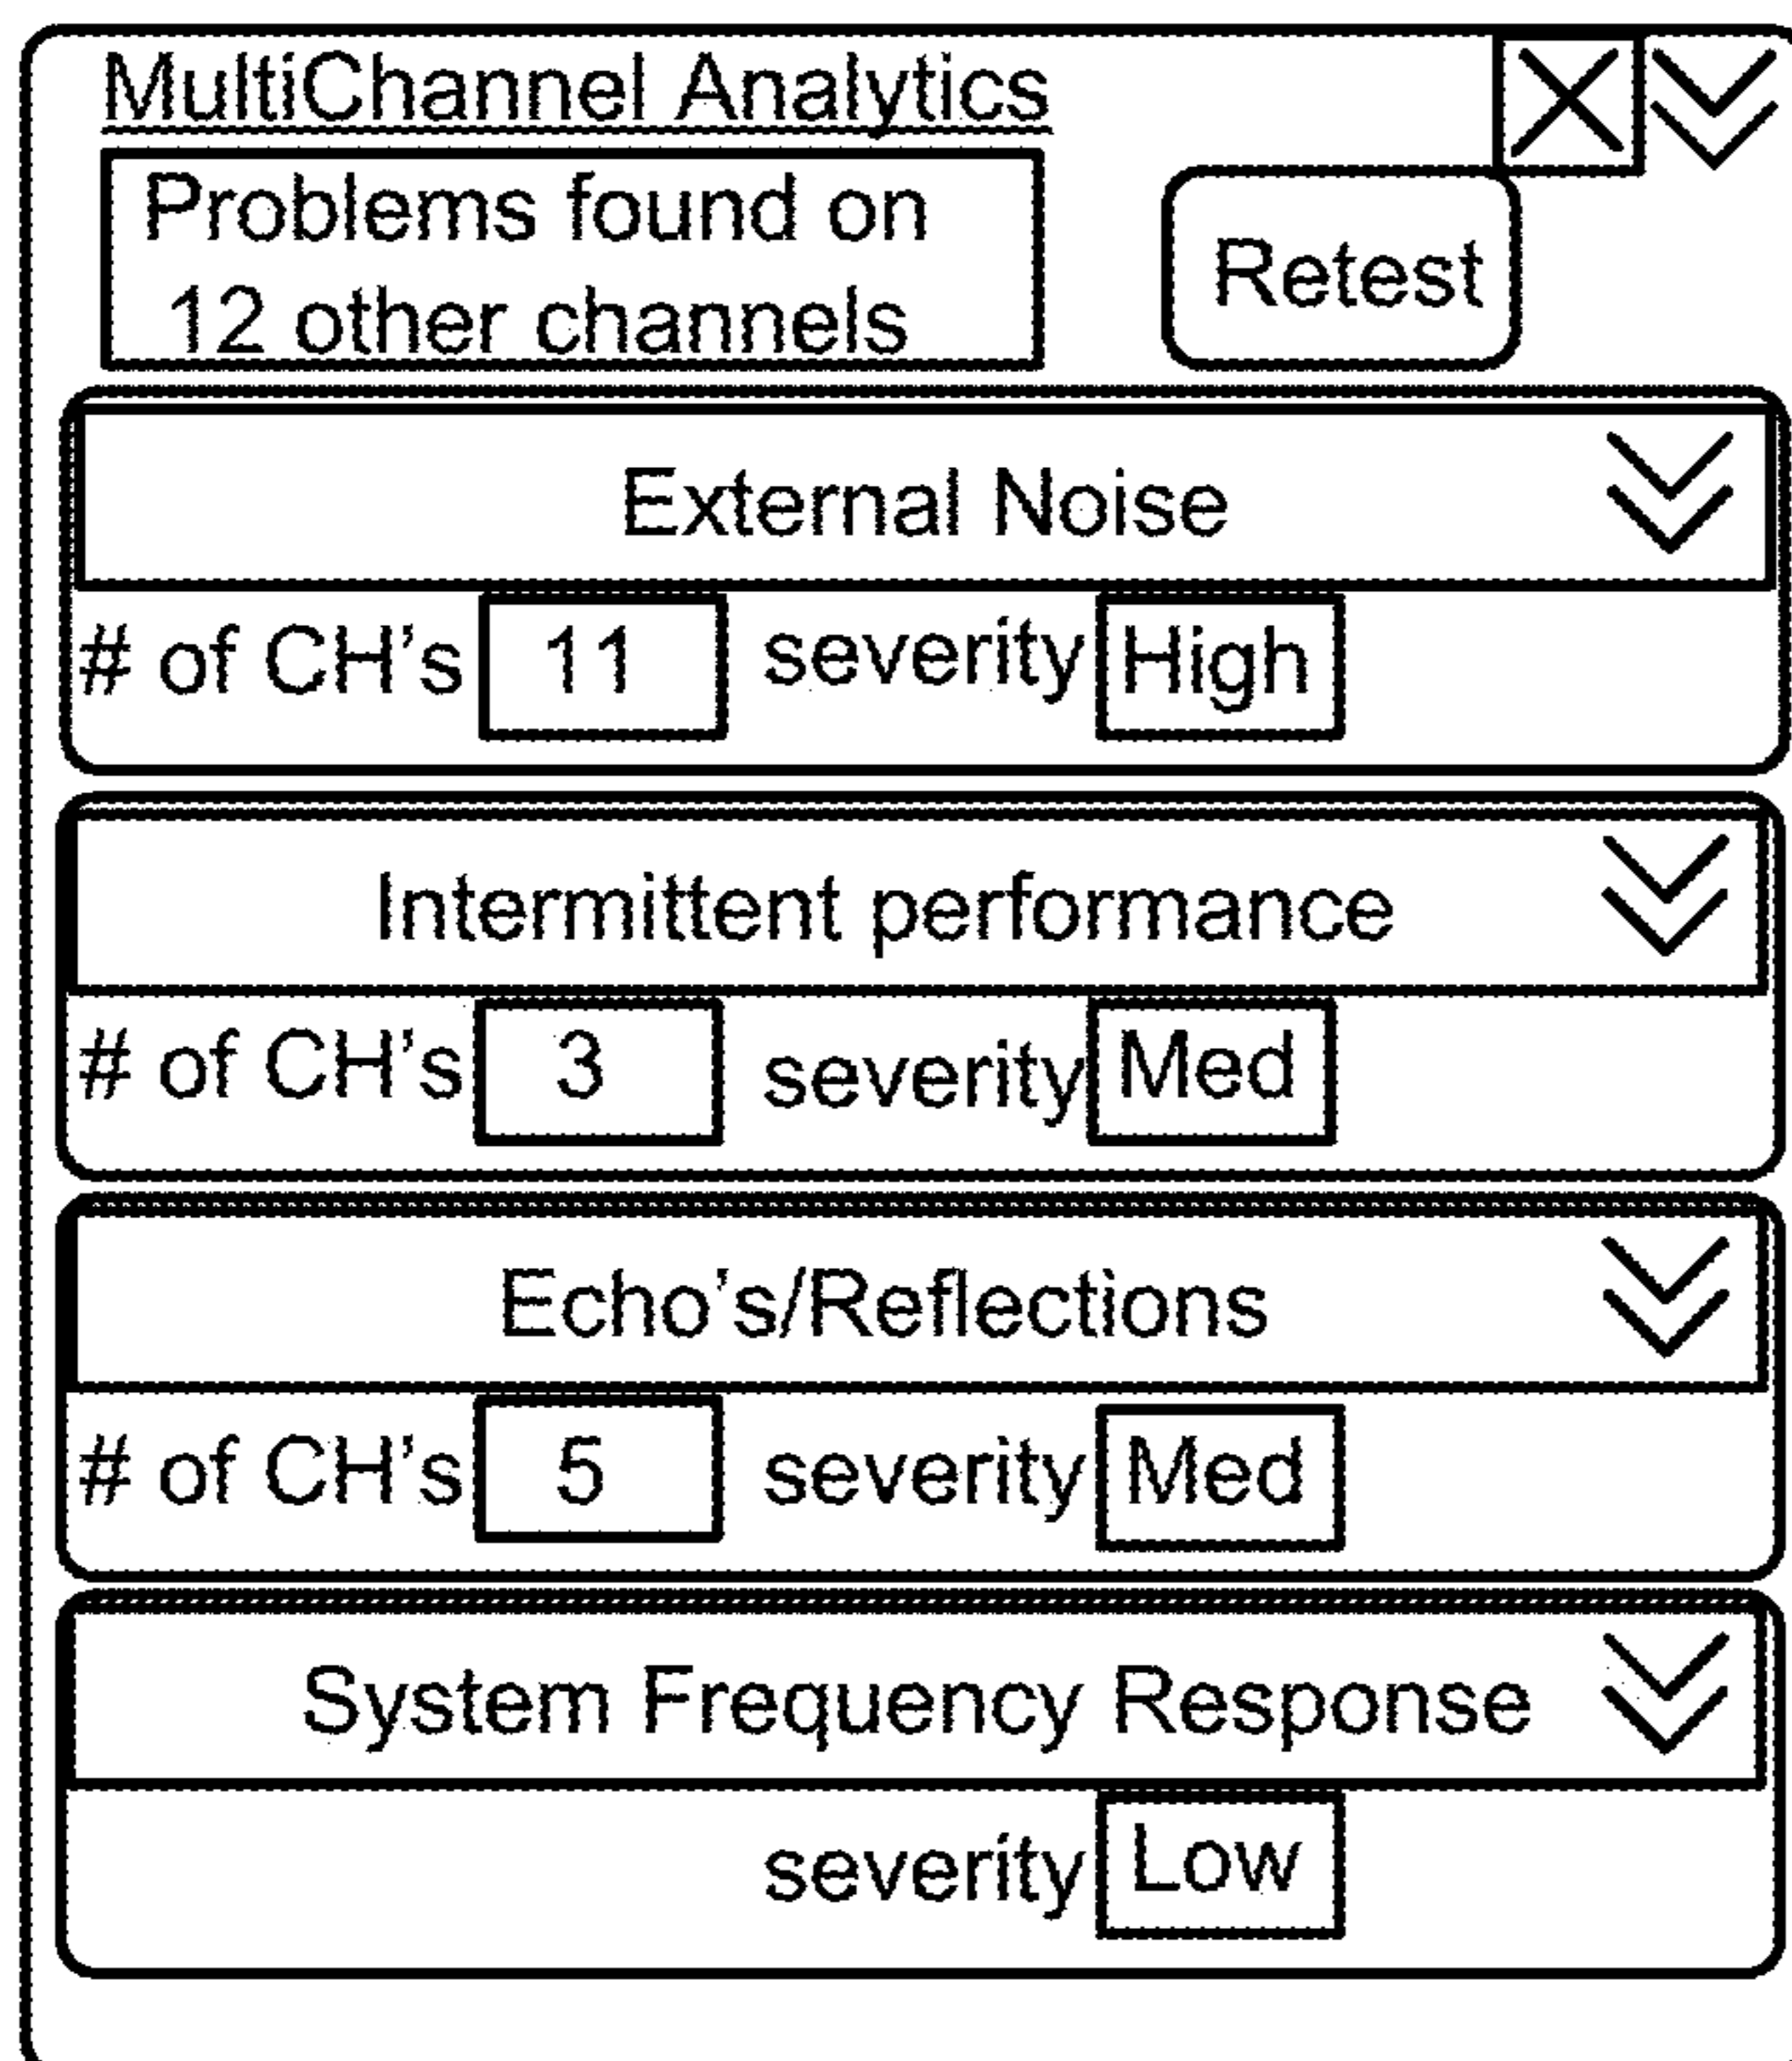 MultiChannel Analytics
Problems found on
12 other channels
Retest
External Noise
# of CH's 11 severity High
Intermittent performance
# of CH's 3 severity Med
Echo's/Reflections
# of CH's 5 severity Med
System Frequency Response
severity Low